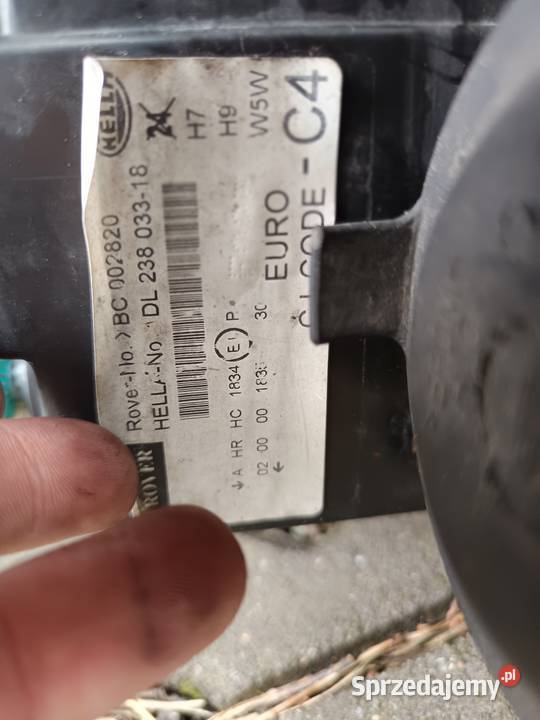 HELLA
ROVER
Rover-No. > BC 002820
HELLA-No. DL 238 033-18
24
H7
H9
W5W
A HR HC 1834 E1 P
02 00 00 30
EURO
CODE - C4
Sprzedajemy.pl